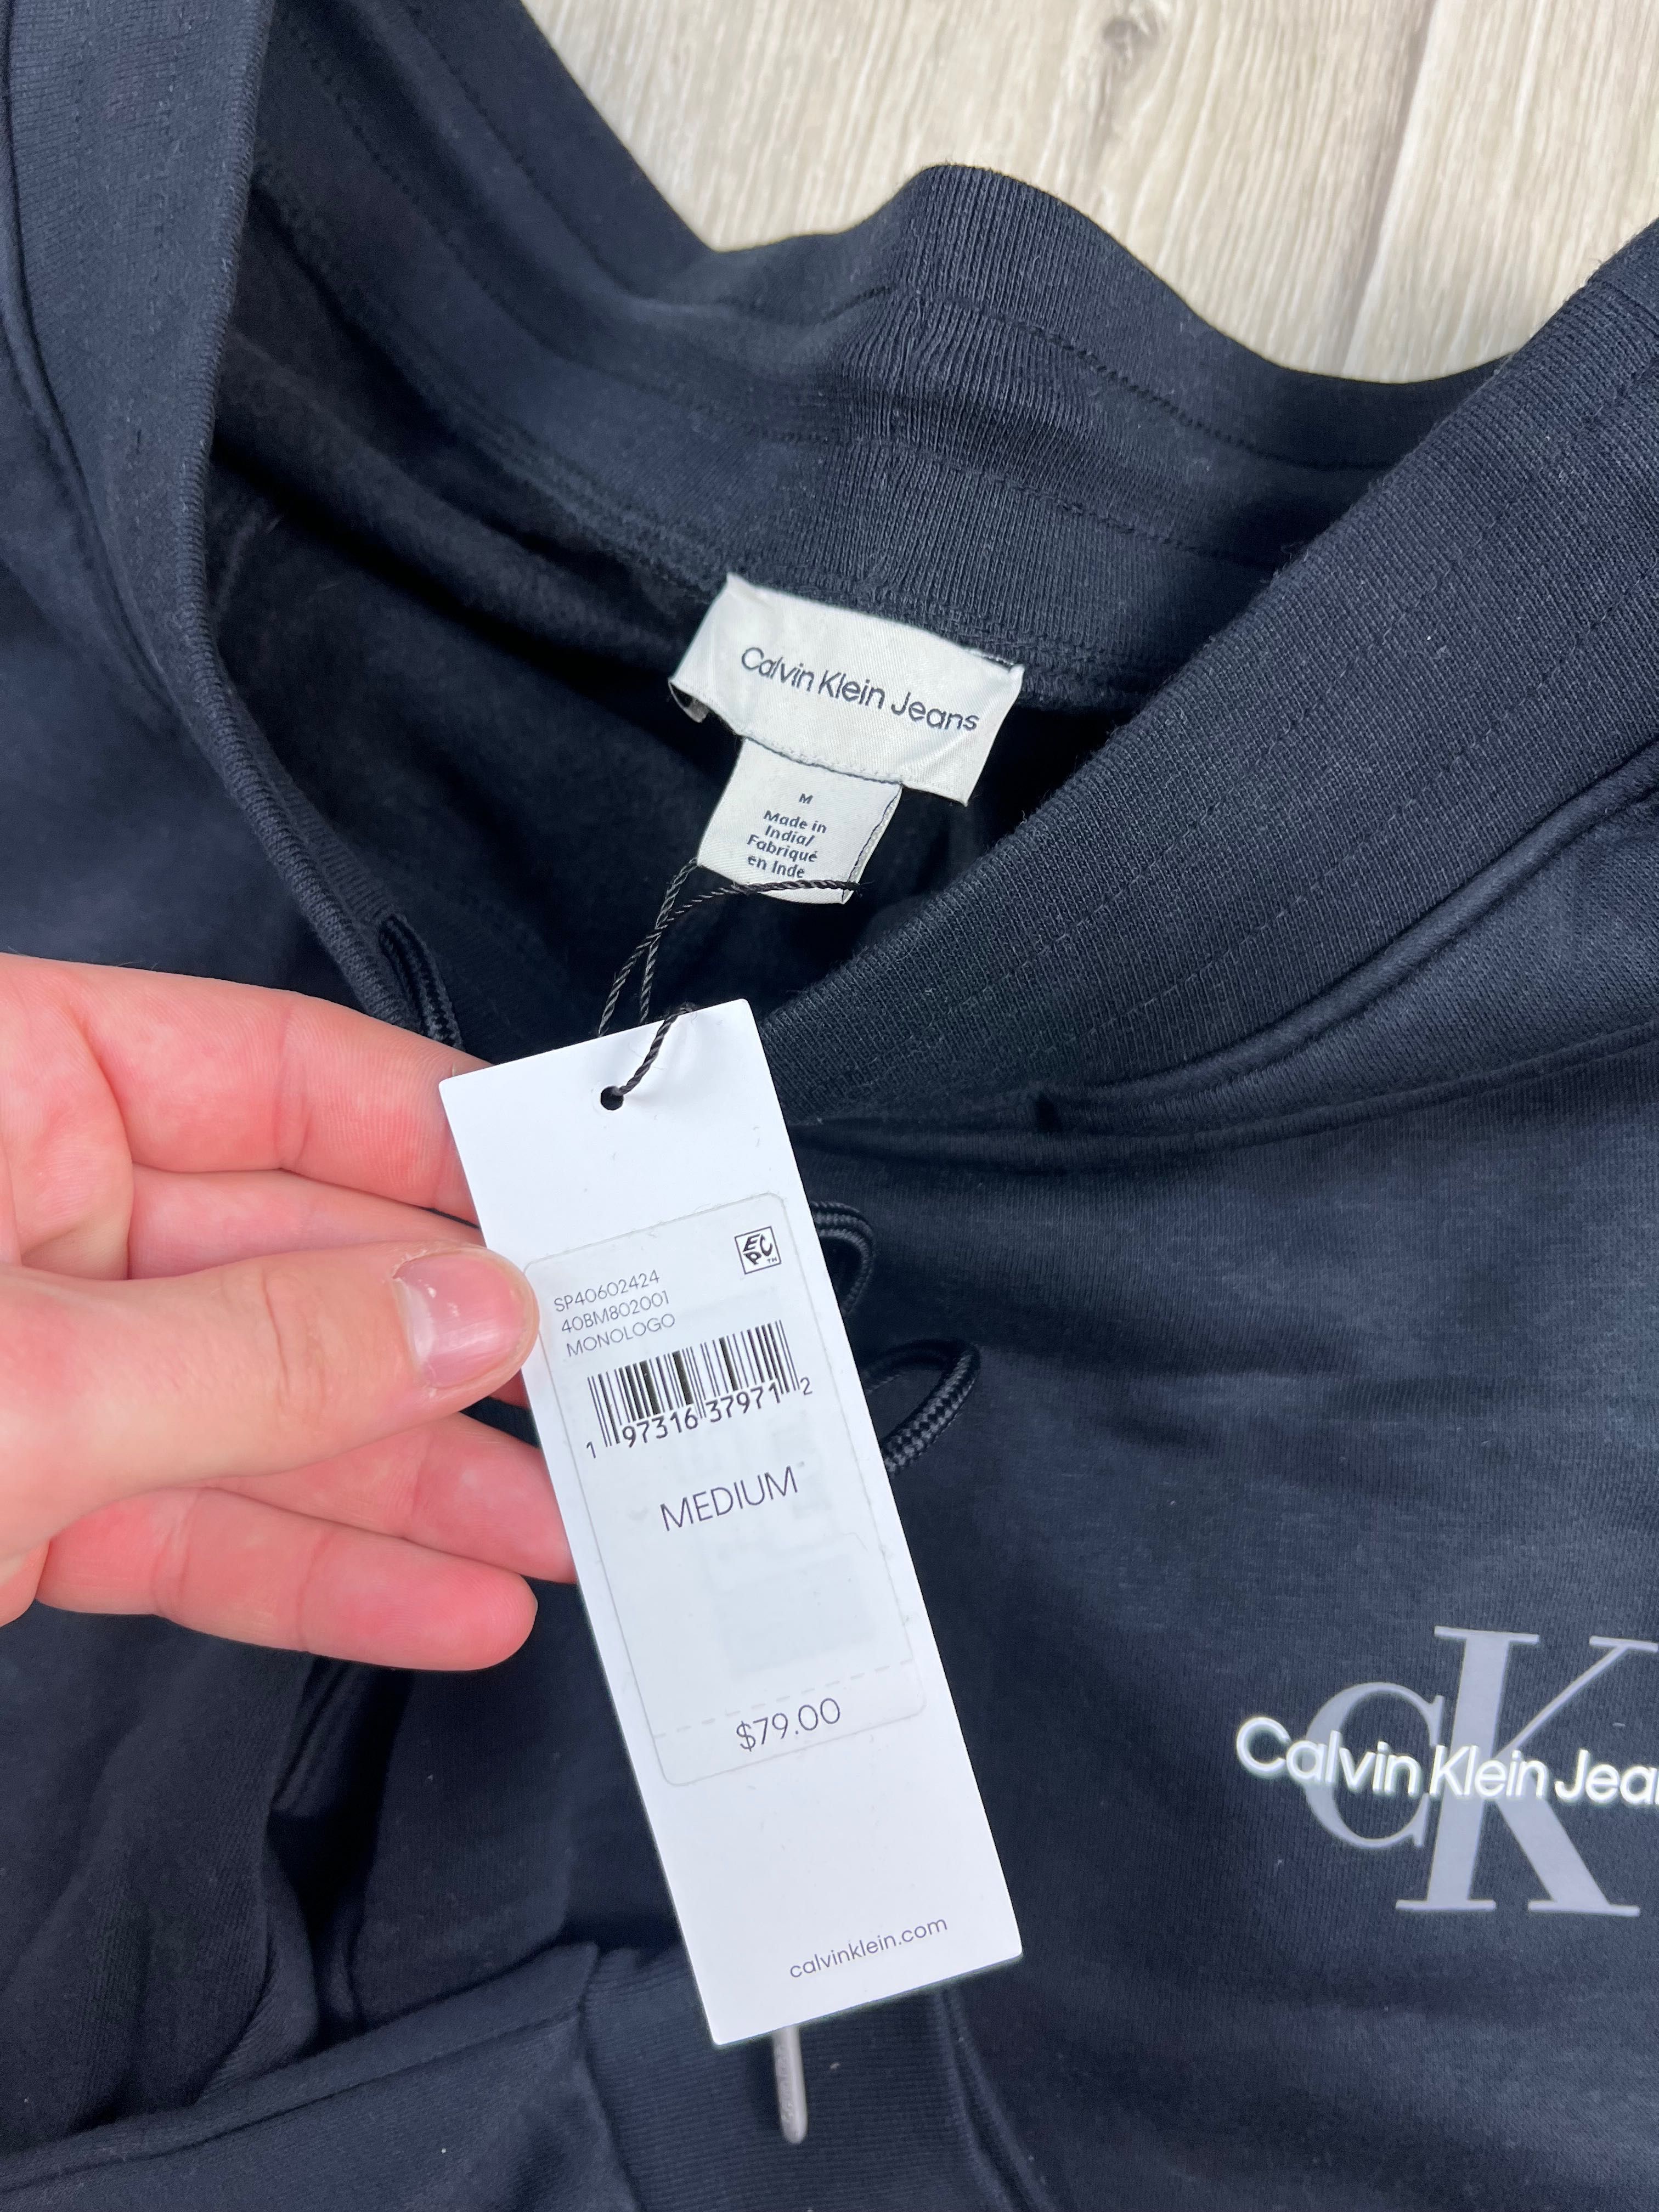 Calvin Klein Jeans
M
Made in
India/
Fabriqué
en Inde
EPC™
SP40602424
40BM802001
MONOLOGO
1 97316 37971 2
MEDIUM
$79.00
calvinklein.com
CK
Calvin Klein Jea